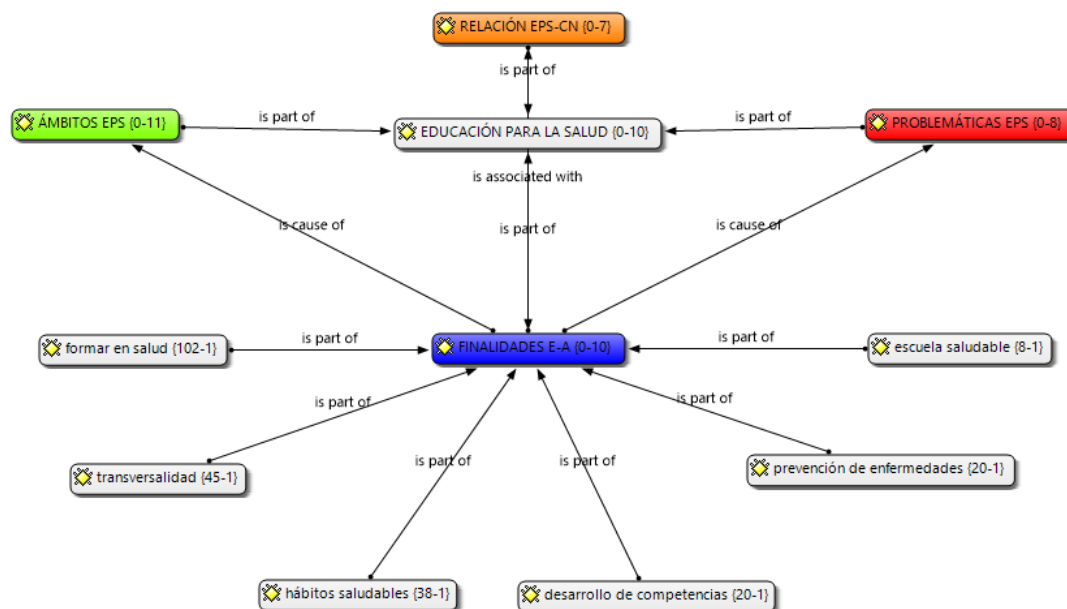 RELACIÓN EPS-CN {0-7}
is part of
ÁMBITOS EPS {0-11}
is part of
EDUCACIÓN PARA LA SALUD {0-10}
is part of
PROBLEMÁTICAS EPS {0-8}
is associated with
is cause of
is part of
is cause of
formar en salud {102-1}
is part of
FINALIDADES E-A {0-10}
is part of
escuela saludable {8-1}
is part of
is part of
transversalidad {45-1}
is part of
is part of
prevención de enfermedades {20-1}
hábitos saludables {38-1}
desarrollo de competencias {20-1}